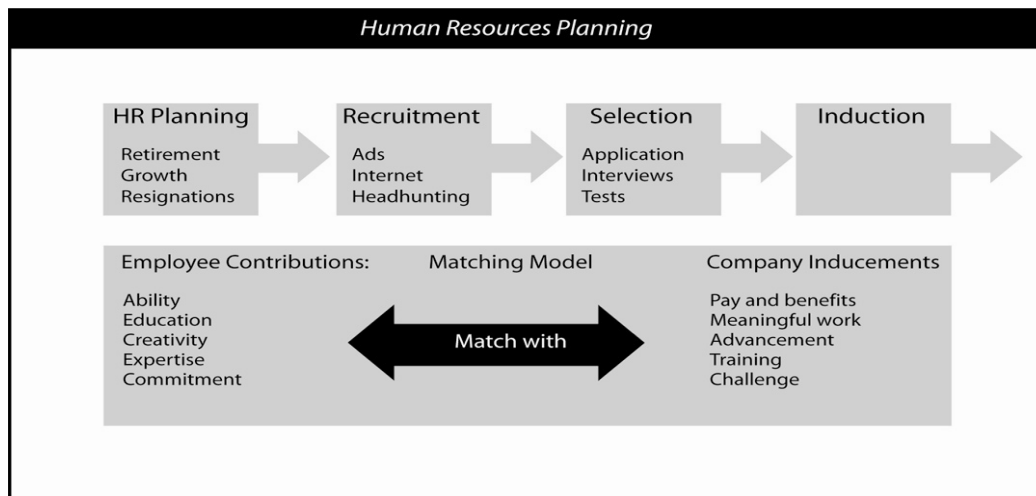 Human Resources Planning
HR Planning
Retirement
Growth
Resignations
Recruitment
Ads
Internet
Headhunting
Selection
Application
Interviews
Tests
Induction
Employee Contributions:
Ability
Education
Creativity
Expertise
Commitment
Matching Model
Match with
Company Inducements
Pay and benefits
Meaningful work
Advancement
Training
Challenge